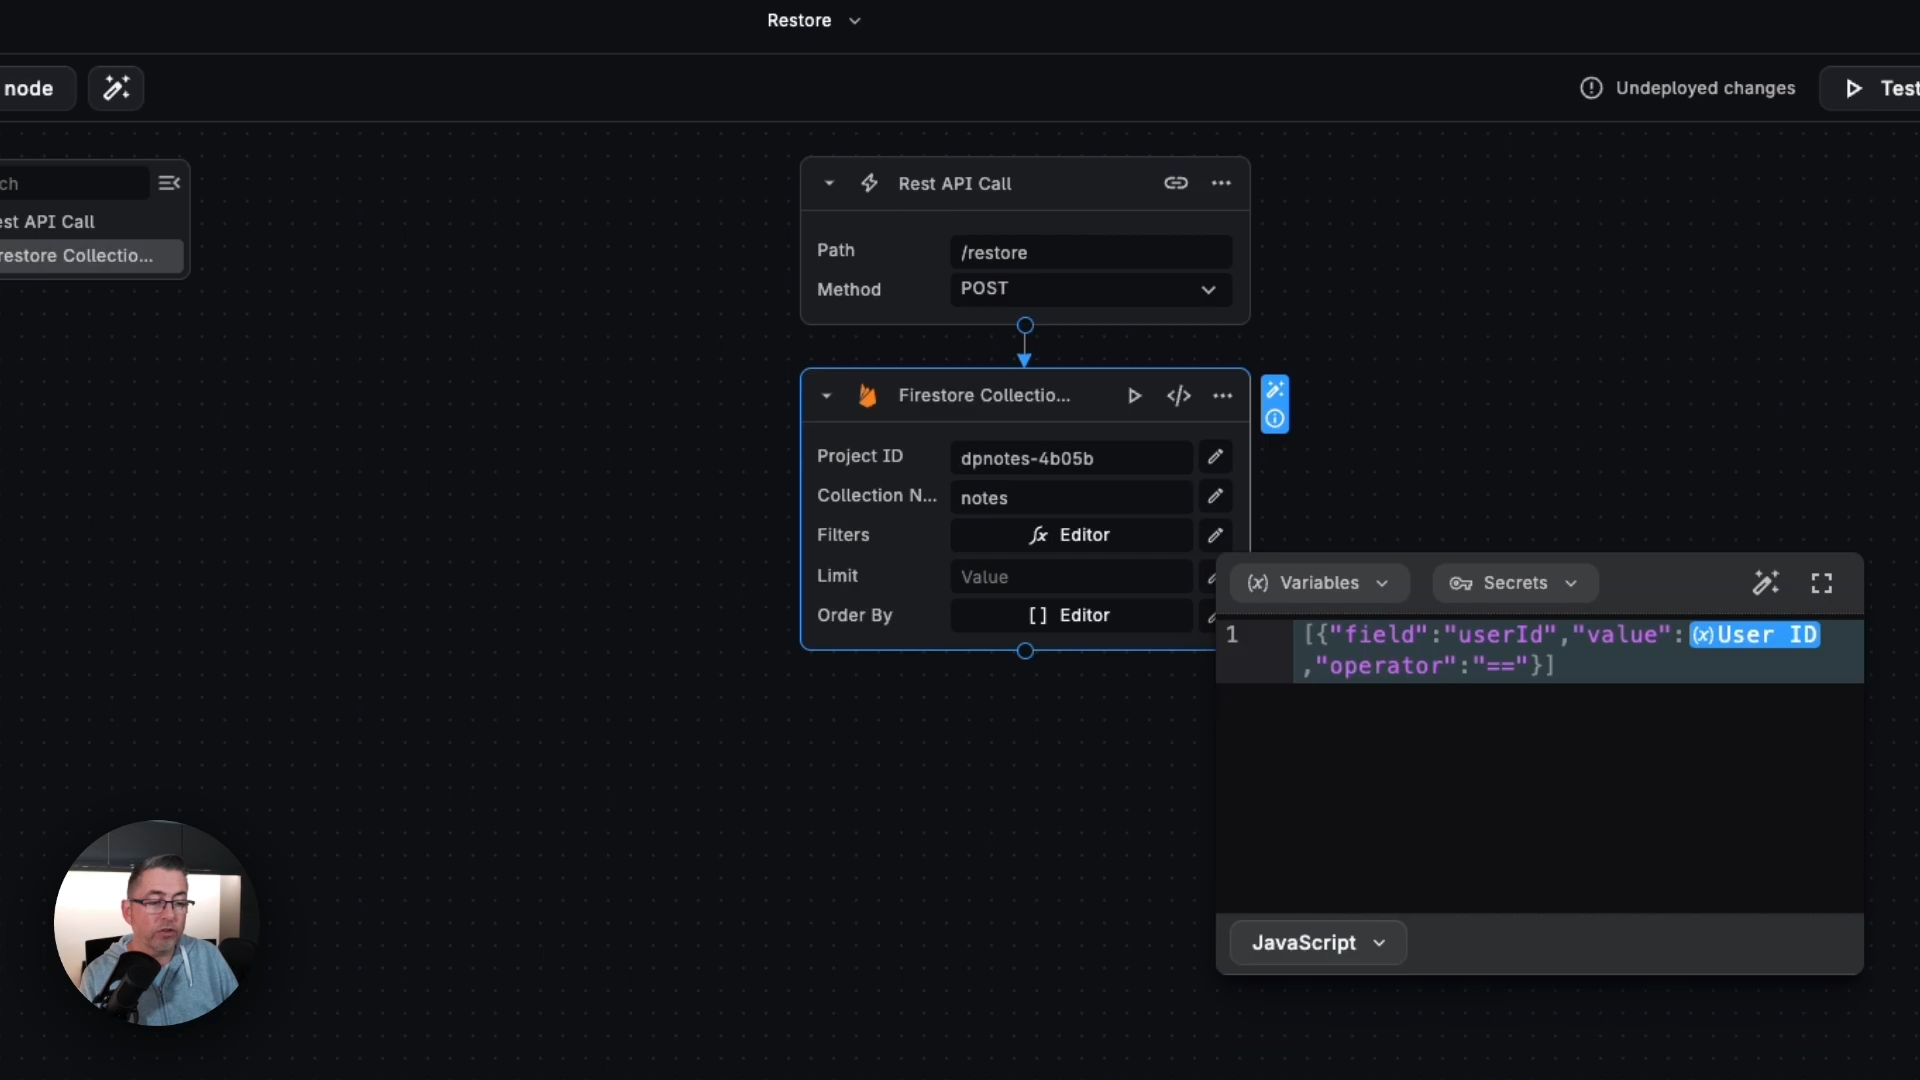 Restore
node
Undeployed changes
Test
ch
est API Call
restore Collectio...
Rest API Call
Path
/restore
Method
POST
Firestore Collectio...
Project ID
dpnotes-4b05b
Collection N...
notes
Filters
Editor
Limit
Value
Order By
[ ] Editor
(x) Variables
Secrets
1
[{"field":"userId","value":(x)User ID
,"operator":"=="}]
JavaScript